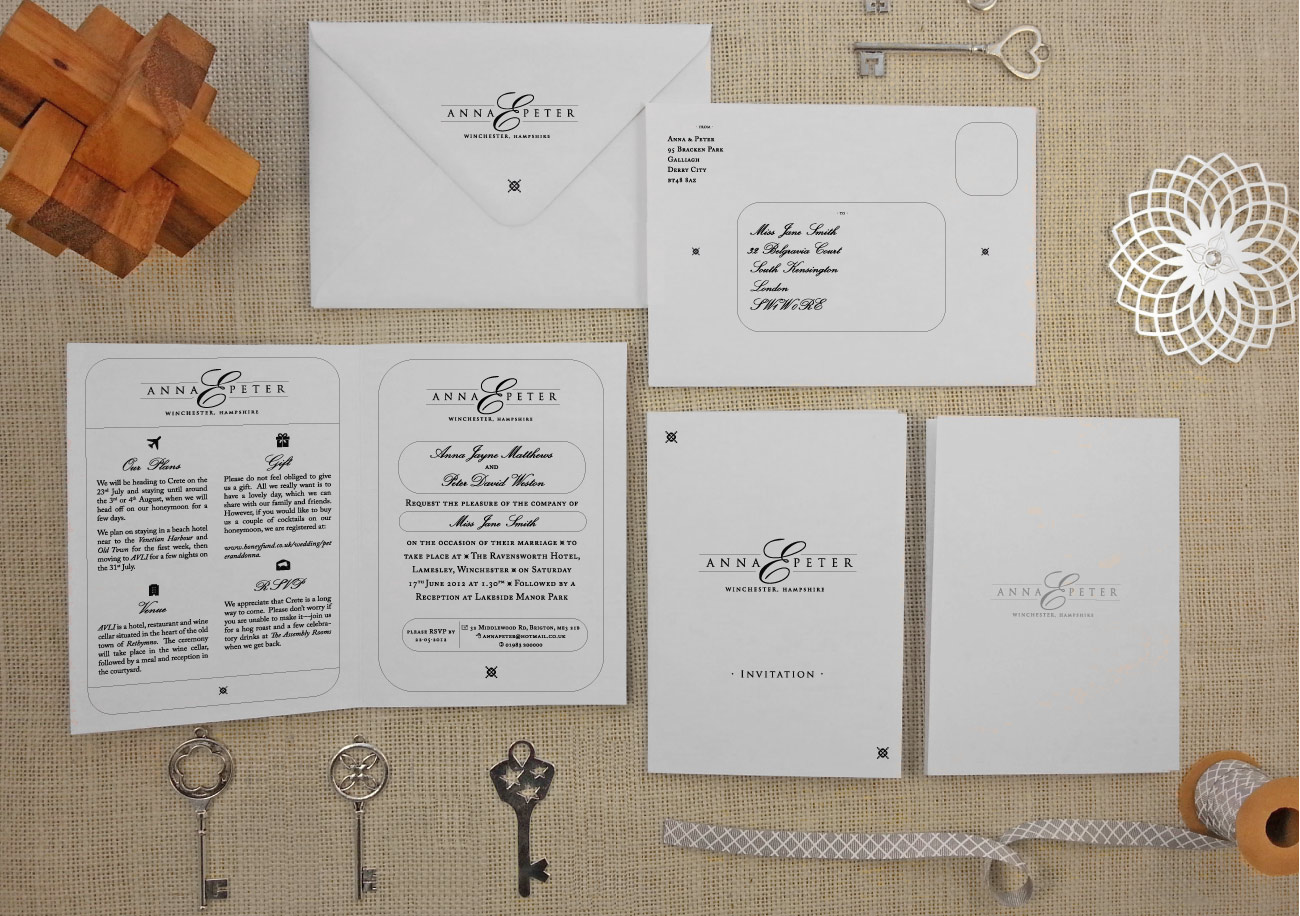 ANNA & PETER
WINCHESTER, HAMPSHIRE
FROM
ANNA & PETER
95 BRACKEN PARK
GALLIAGH
DERRY CITY
BT48 8AZ
· TO ·
Miss Jane Smith
32 Belgravia Court
South Kensington
London
SW1W 0RE
ANNA & PETER
WINCHESTER, HAMPSHIRE
Our Plans
We will be heading to Crete on the
23rd July and staying until around
the 3rd or 4th August, when we will
head off on our honeymoon for a
few days.
We plan on staying in a beach hotel
near to the Venetian Harbour and
Old Town for the first week, then
moving to AVLI for a few nights on
the 31st July.
Venue
AVLI is a hotel, restaurant and wine
cellar situated in the heart of the old
town of Rethymno. The ceremony
will take place in the wine cellar,
followed by a meal and reception in
the courtyard.
Gift
Please do not feel obliged to give
us a gift. All we really want is to
have a lovely day, which we can
share with our family and friends.
However, if you would like to buy
us a couple of cocktails on our
honeymoon, we are registered at:
www.honeyfund.co.uk/wedding/pet
eranddonna.
RSVP
We appreciate that Crete is a long
way to come. Please don't worry if
you are unable to make it—join us
for a hog roast and a few celebra-
tory drinks at The Assembly Rooms
when we get back.
ANNA & PETER
WINCHESTER, HAMPSHIRE
Anna Jayne Matthews
AND
Peter David Weston
REQUEST THE PLEASURE OF THE COMPANY OF
Miss Jane Smith
ON THE OCCASION OF THEIR MARRIAGE TO
TAKE PLACE AT THE RAVENSWORTH HOTEL,
LAMESLEY, WINCHESTER ON SATURDAY
17TH JUNE 2012 AT 1.30PM FOLLOWED BY A
RECEPTION AT LAKESIDE MANOR PARK
PLEASE RSVP BY
22-05-2012
32 MIDDLEWOOD RD, BRIGTON, ME5 2IB
ANNAPETER@HOTMAIL.CO.UK
01983 200000
ANNA & PETER
WINCHESTER, HAMPSHIRE
· INVITATION ·
ANNA & PETER
WINCHESTER, HAMPSHIRE